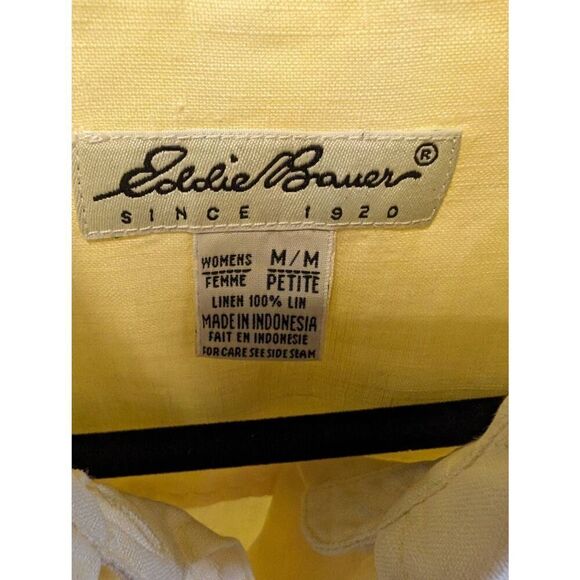 Eddie Bauer®
SINCE 1920
WOMENS M/M
FEMME PETITE
LINEN 100% LIN
MADE IN INDONESIA
FAIT EN INDONESIE
FOR CARE SEE SIDE SEAM